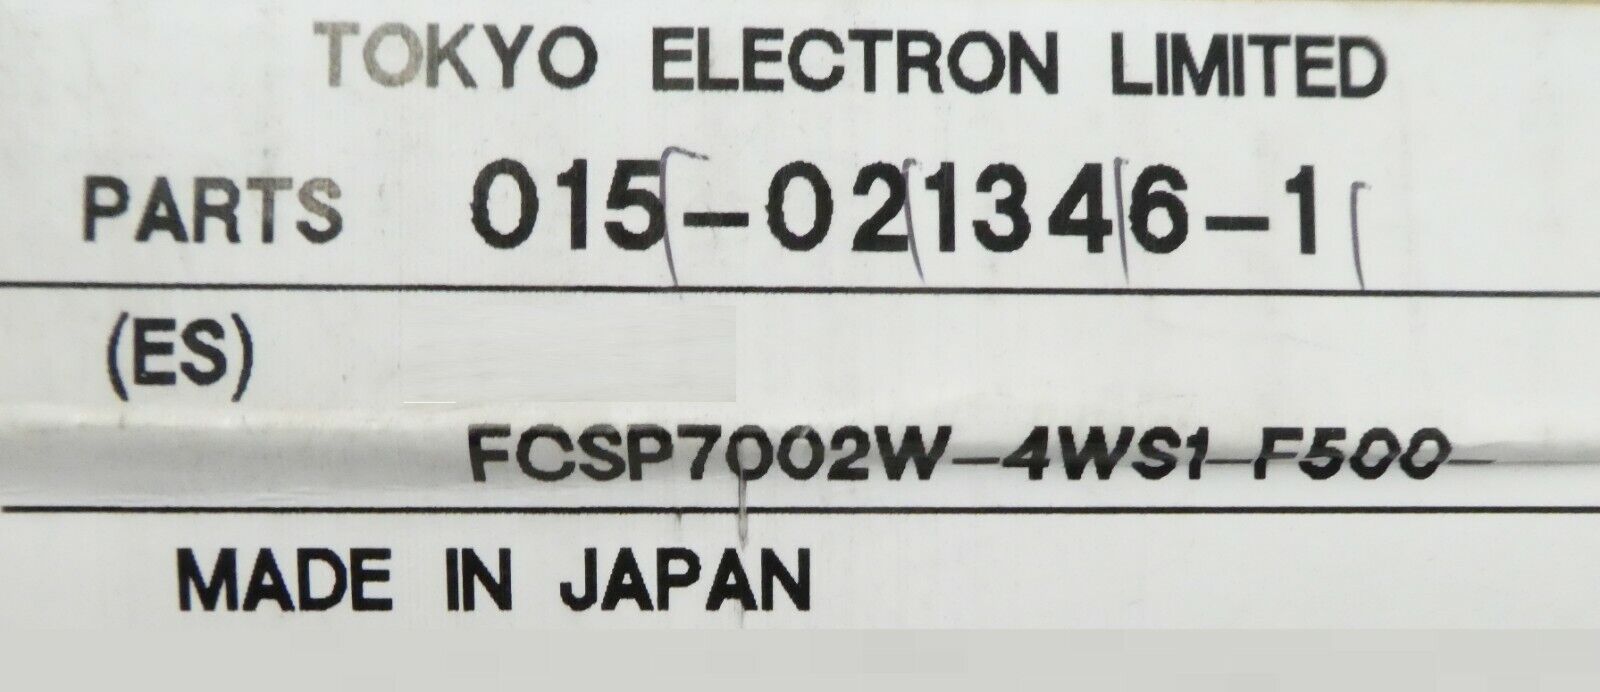 TOKYO ELECTRON LIMITED
PARTS 015-021346-1
(ES)
FCSP7002W-4WS1-F500
MADE IN JAPAN